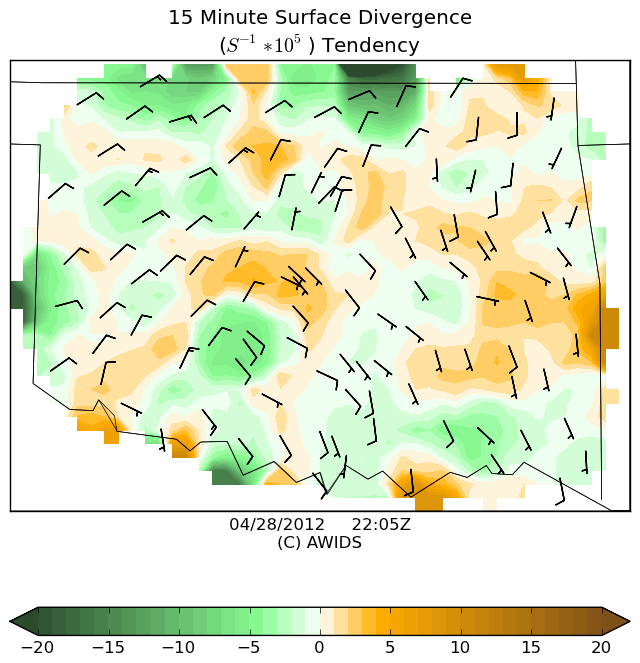 15 Minute Surface Divergence
(S⁻¹ ∗ 10⁵ ) Tendency
04/28/2012 22:05Z
(C) AWIDS
−20 −15 −10 −5 0 5 10 15 20